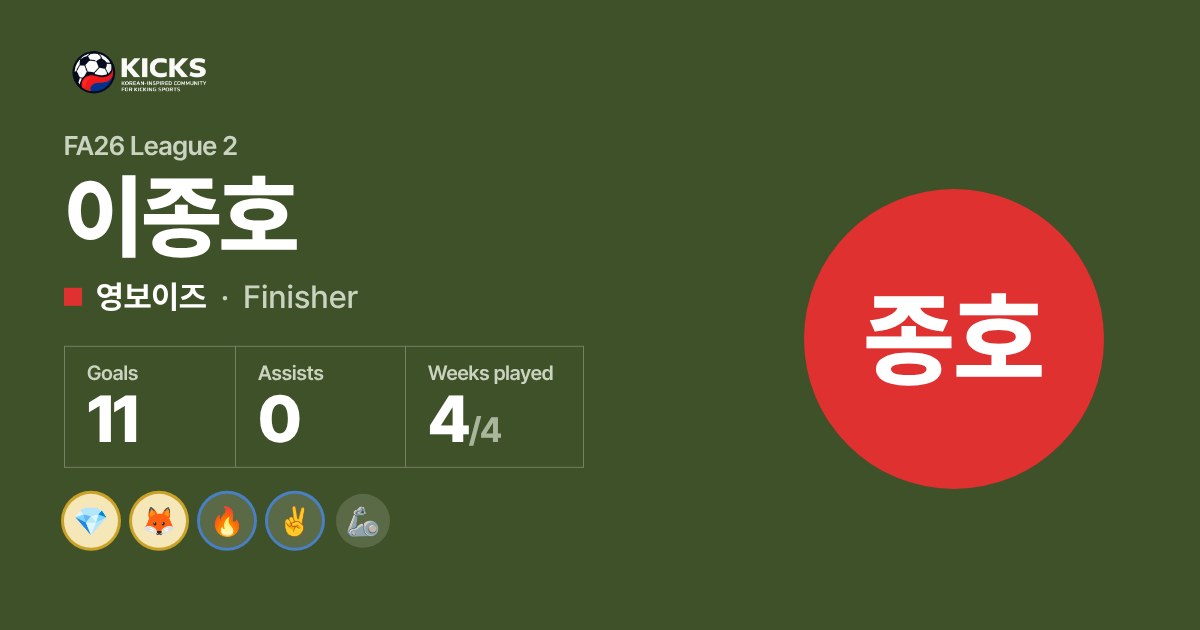 KICKS
KOREAN-INSPIRED COMMUNITY
FOR KICKING SPORTS
FA26 League 2
이종호
영보이즈 · Finisher
Goals
11
Assists
0
Weeks played
4/4
종호